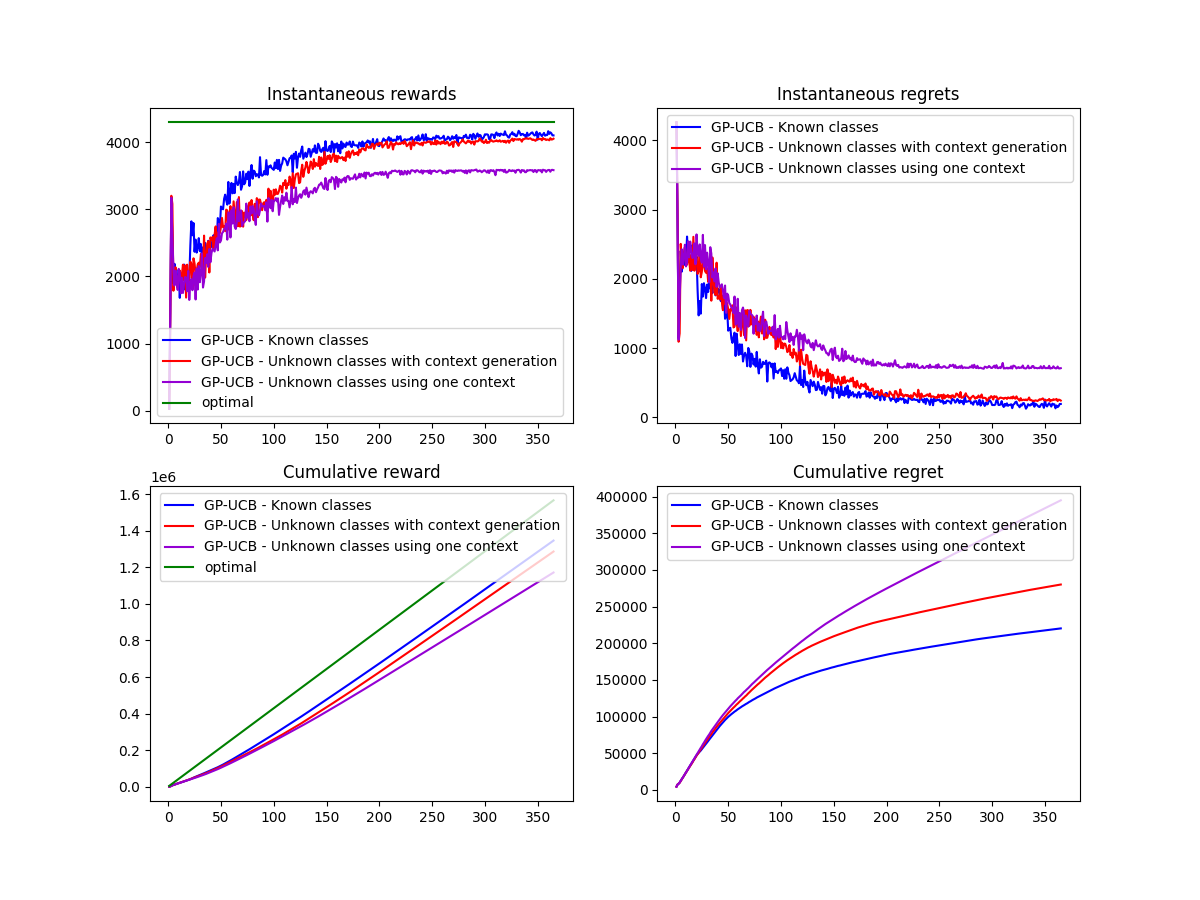 Instantaneous rewards
4000
3000
2000
1000
0
GP-UCB - Known classes
GP-UCB - Unknown classes with context generation
GP-UCB - Unknown classes using one context
optimal
0 50 100 150 200 250 300 350
Instantaneous regrets
GP-UCB - Known classes
GP-UCB - Unknown classes with context generation
GP-UCB - Unknown classes using one context
4000
3000
2000
1000
0
0 50 100 150 200 250 300 350
Cumulative reward
1e6
GP-UCB - Known classes
GP-UCB - Unknown classes with context generation
GP-UCB - Unknown classes using one context
optimal
1.6
1.4
1.2
1.0
0.8
0.6
0.4
0.2
0.0
0 50 100 150 200 250 300 350
Cumulative regret
GP-UCB - Known classes
GP-UCB - Unknown classes with context generation
GP-UCB - Unknown classes using one context
400000
350000
300000
250000
200000
150000
100000
50000
0
0 50 100 150 200 250 300 350